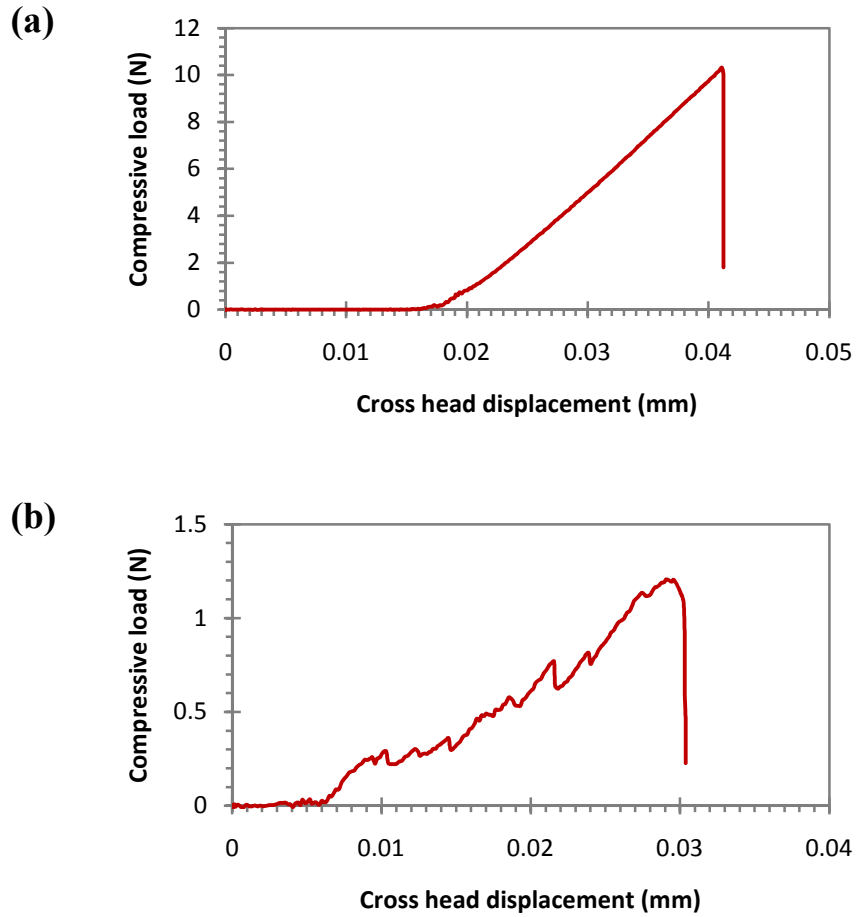 (a)
Compressive load (N)
12
10
8
6
4
2
0
0 0.01 0.02 0.03 0.04 0.05
Cross head displacement (mm)
(b)
Compressive load (N)
1.5
1
0.5
0
0 0.01 0.02 0.03 0.04
Cross head displacement (mm)